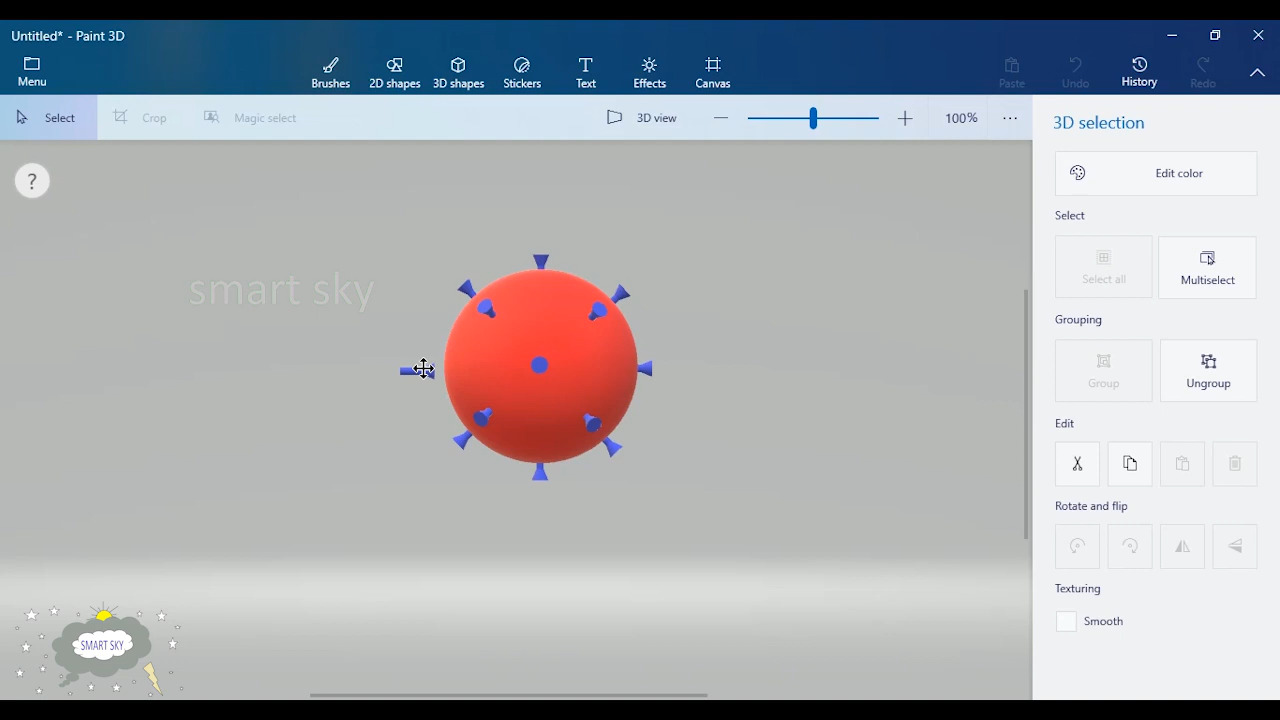 Untitled* - Paint 3D
Menu
Brushes
2D shapes
3D shapes
Stickers
Text
Effects
Canvas
Paste
Undo
History
Redo
Select
Crop
Magic select
3D view
100%
3D selection
?
Edit color
Select
Select all
Multiselect
smart sky
Grouping
Group
Ungroup
Edit
Rotate and flip
Texturing
Smooth
SMART SKY